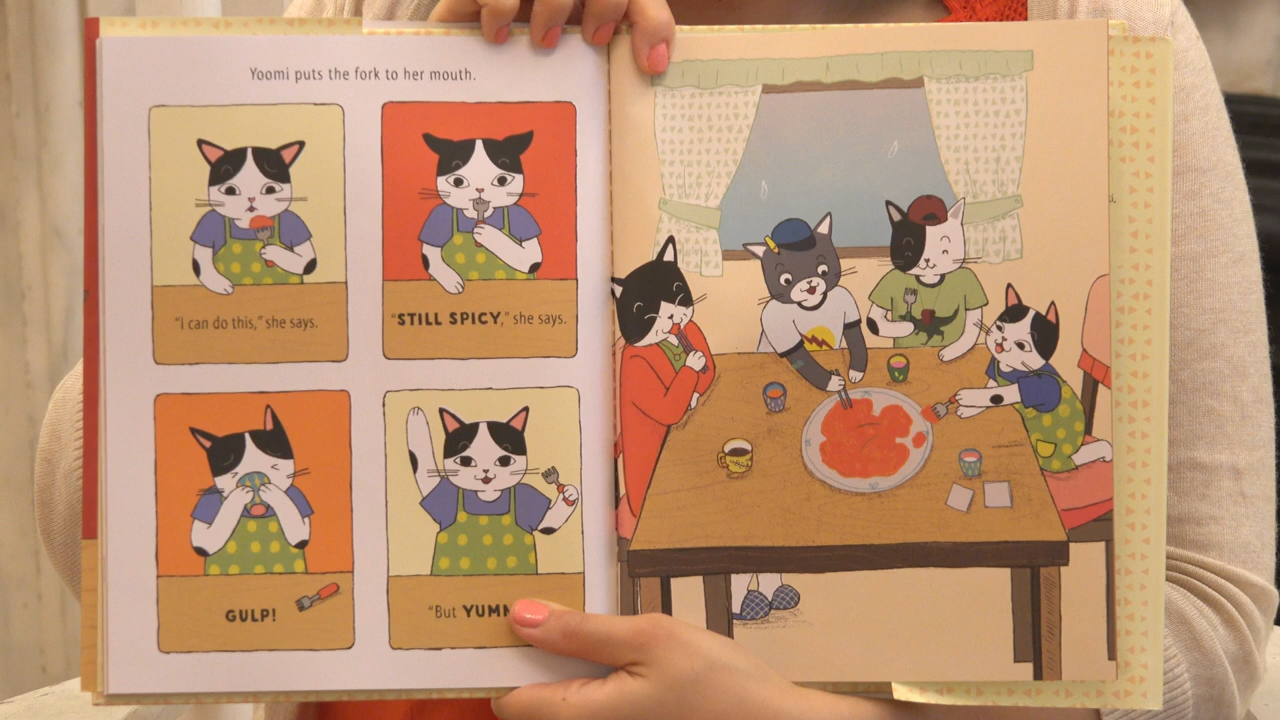 Yoomi puts the fork to her mouth.
"I can do this," she says.
"STILL SPICY," she says.
GULP!
"But